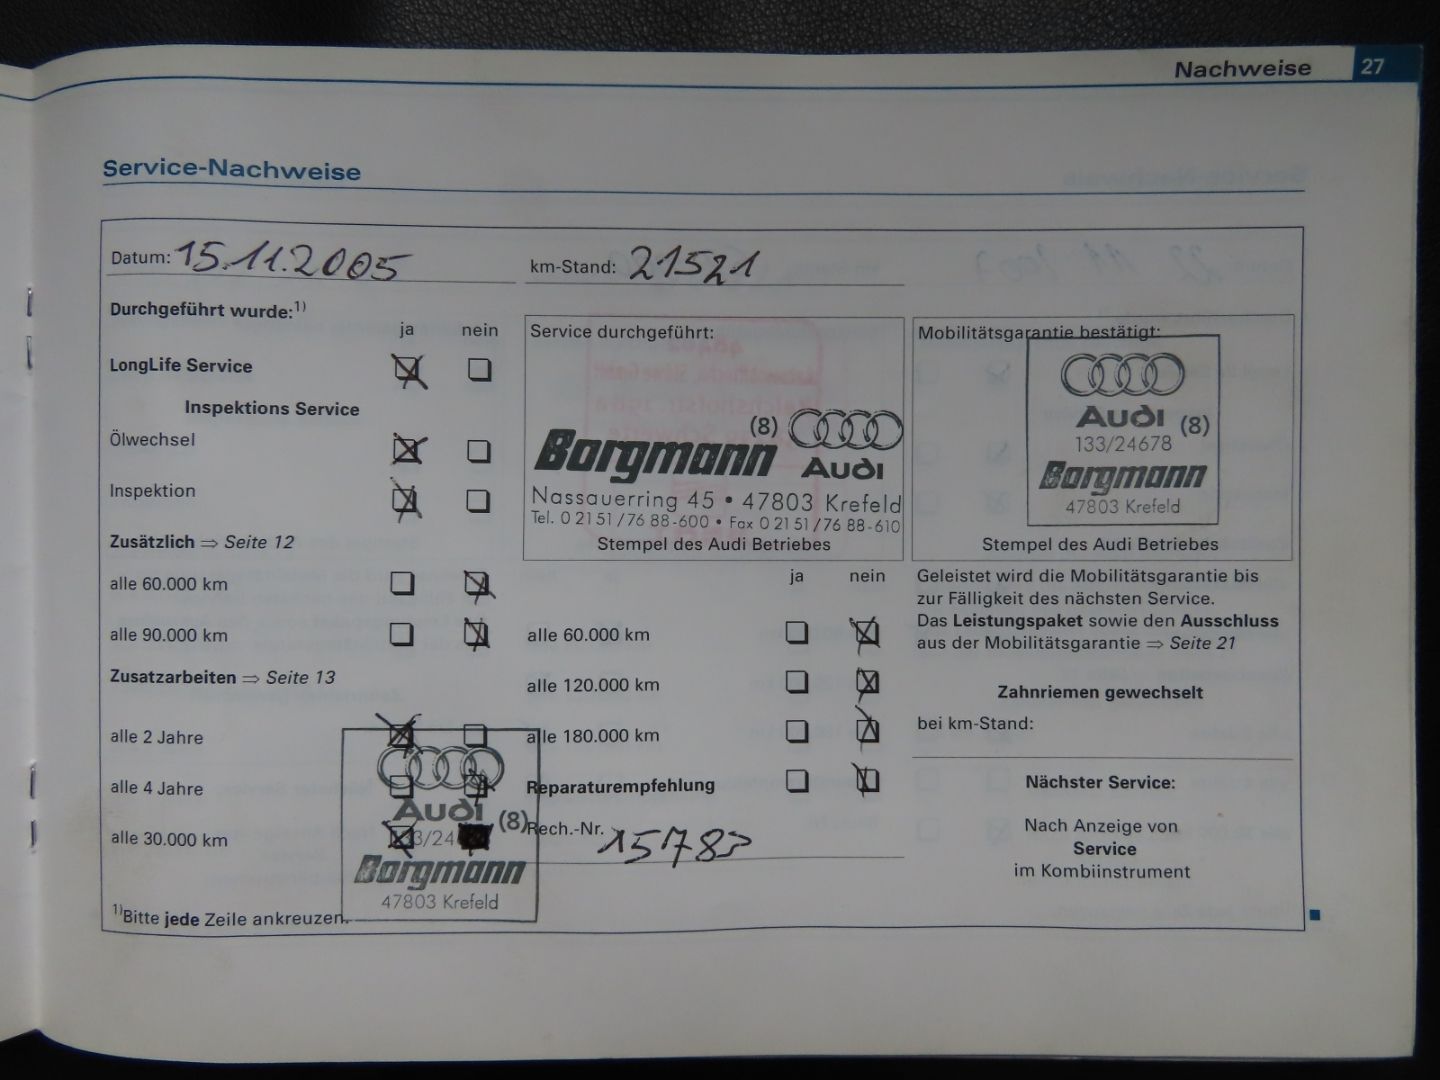 Nachweise 27
Service-Nachweise
Datum: 15.11.2005 km-Stand: 21521
Durchgeführt wurde:1)
ja nein
LongLife Service
Inspektions Service
Ölwechsel
Inspektion
Zusätzlich ⇒ Seite 12
alle 60.000 km
alle 90.000 km
Zusatzarbeiten ⇒ Seite 13
alle 2 Jahre
alle 4 Jahre
alle 30.000 km
Audi (8)
Borgmann
47803 Krefeld
1)Bitte jede Zeile ankreuzen.
Service durchgeführt:
(8)
Borgmann Audi
Nassauerring 45 • 47803 Krefeld
Tel. 0 21 51/76 88-600 • Fax 0 21 51/76 88-610
Stempel des Audi Betriebes
ja nein
alle 60.000 km
alle 120.000 km
alle 180.000 km
Reparaturempfehlung
Rech.-Nr.
Mobilitätsgarantie bestätigt:
Audi (8)
133/24678
Borgmann
47803 Krefeld
Stempel des Audi Betriebes
Geleistet wird die Mobilitätsgarantie bis
zur Fälligkeit des nächsten Service.
Das Leistungspaket sowie den Ausschluss
aus der Mobilitätsgarantie ⇒ Seite 21
Zahnriemen gewechselt
bei km-Stand:
Nächster Service:
Nach Anzeige von
Service
im Kombiinstrument